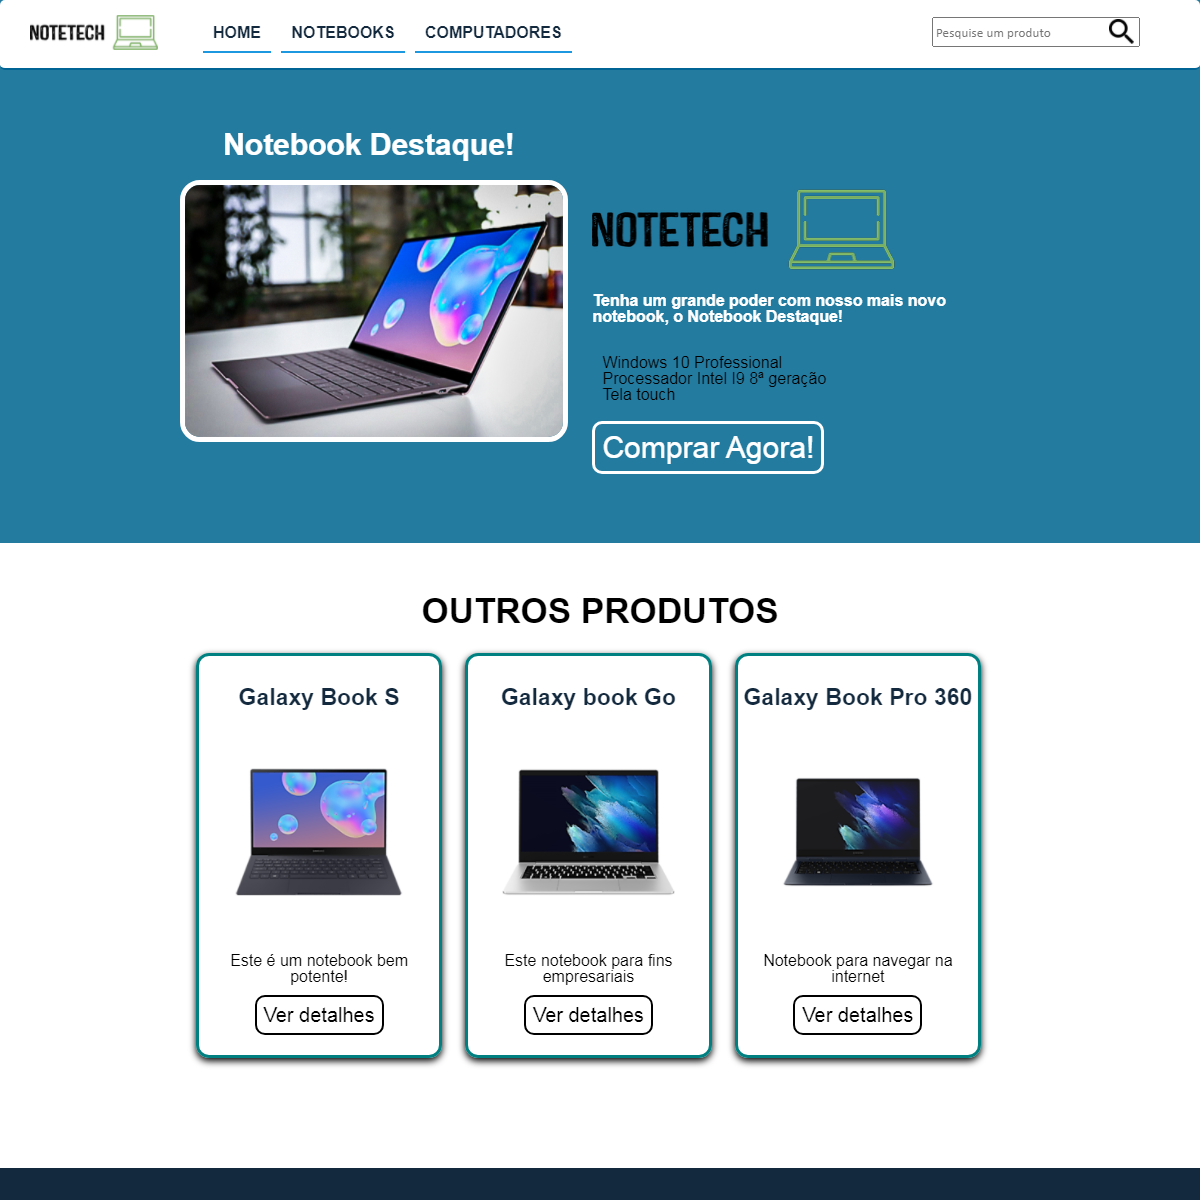 NOTETECH
HOME NOTEBOOKS COMPUTADORES
Pesquise um produto
Notebook Destaque!
NOTETECH
Tenha um grande poder com nosso mais novo
notebook, o Notebook Destaque!
Windows 10 Professional
Processador Intel I9 8ª geração
Tela touch
Comprar Agora!
OUTROS PRODUTOS
Galaxy Book S
Este é um notebook bem
potente!
Ver detalhes
Galaxy book Go
Este notebook para fins
empresariais
Ver detalhes
Galaxy Book Pro 360
Notebook para navegar na
internet
Ver detalhes